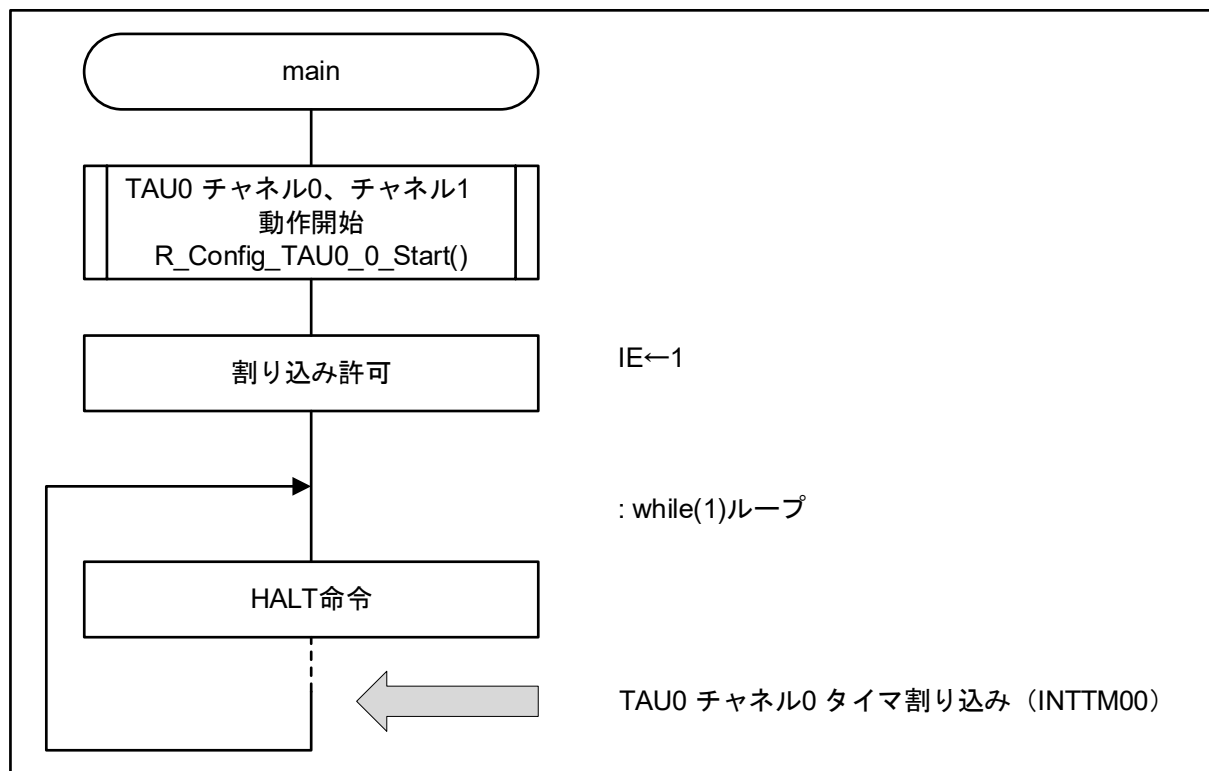 main
TAU0 チャネル0、チャネル1
動作開始
R_Config_TAU0_0_Start()
割り込み許可
IE←1
: while(1)ループ
HALT命令
TAU0 チャネル0 タイマ割り込み（INTTM00）